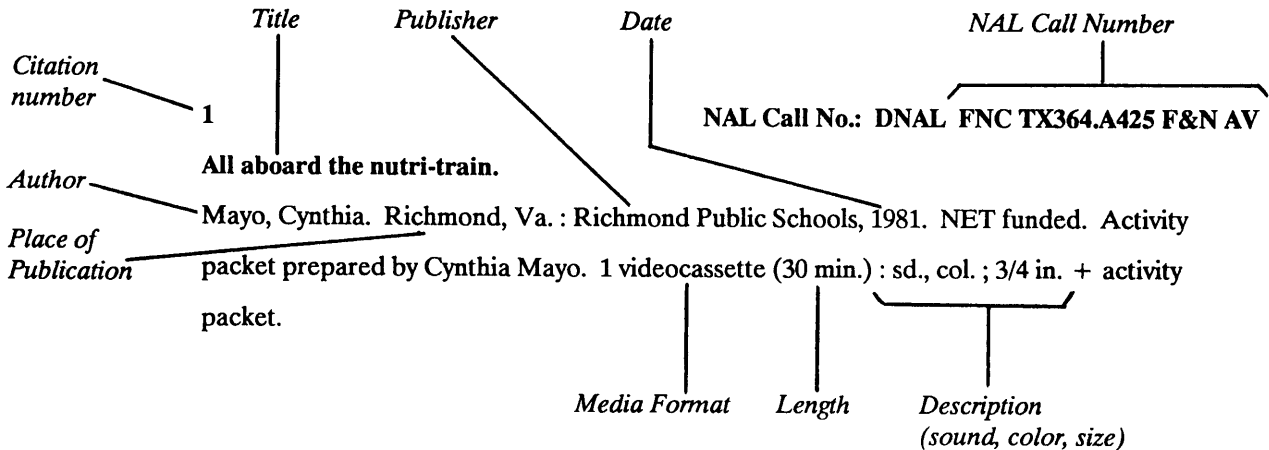 Title Publisher Date NAL Call Number
Citation
number
1 NAL Call No.: DNAL FNC TX364.A425 F&N AV
All aboard the nutri-train.
Author
Mayo, Cynthia. Richmond, Va. : Richmond Public Schools, 1981. NET funded. Activity
Place of
Publication
packet prepared by Cynthia Mayo. 1 videocassette (30 min.) : sd., col. ; 3/4 in. + activity
packet.
Media Format Length Description
(sound, color, size)